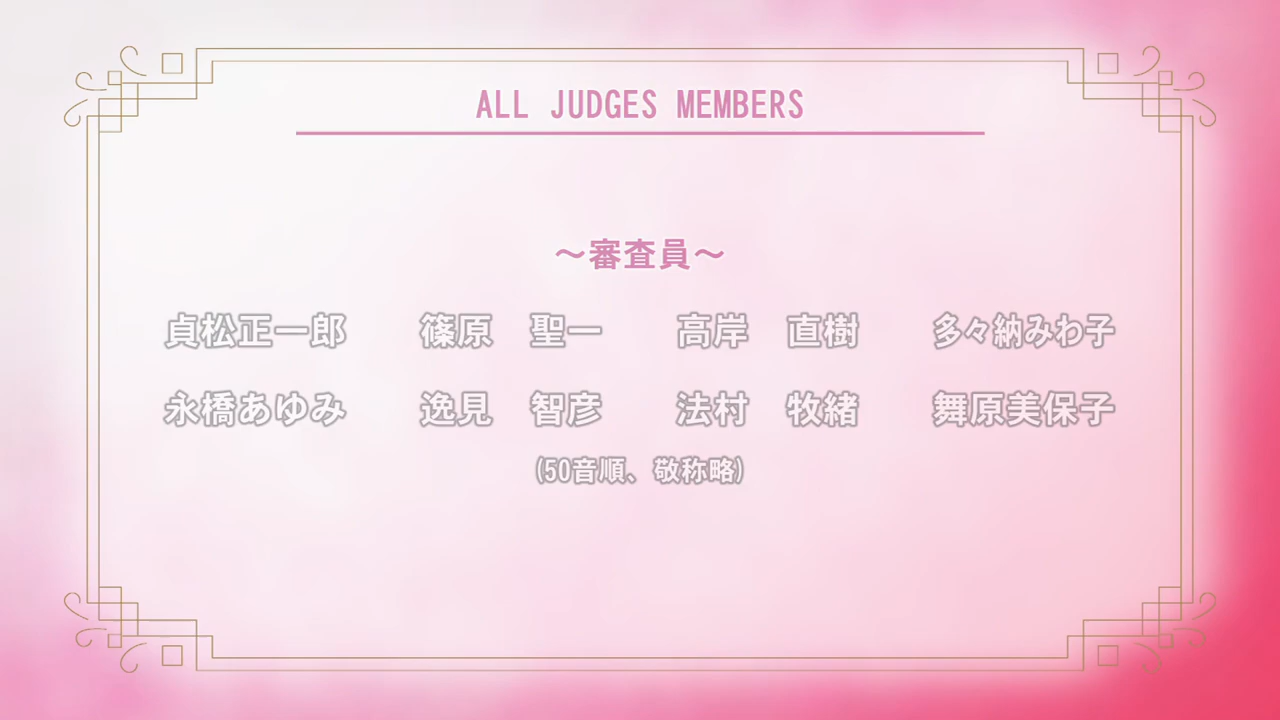 ALL JUDGES MEMBERS
～審査員～
貞松正一郎 篠原 聖一 高岸 直樹 多々納みわ子
永橋あゆみ 逸見 智彦 法村 牧緒 舞原美保子
(50音順、敬称略)